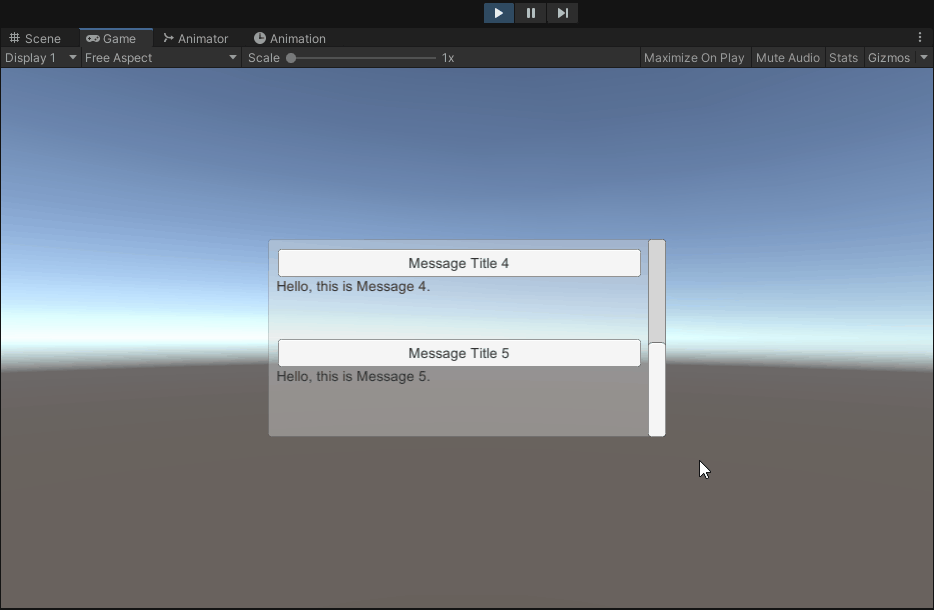 Scene Game Animator Animation
Display 1 Free Aspect Scale 1x Maximize On Play Mute Audio Stats Gizmos
Message Title 4
Hello, this is Message 4.
Message Title 5
Hello, this is Message 5.